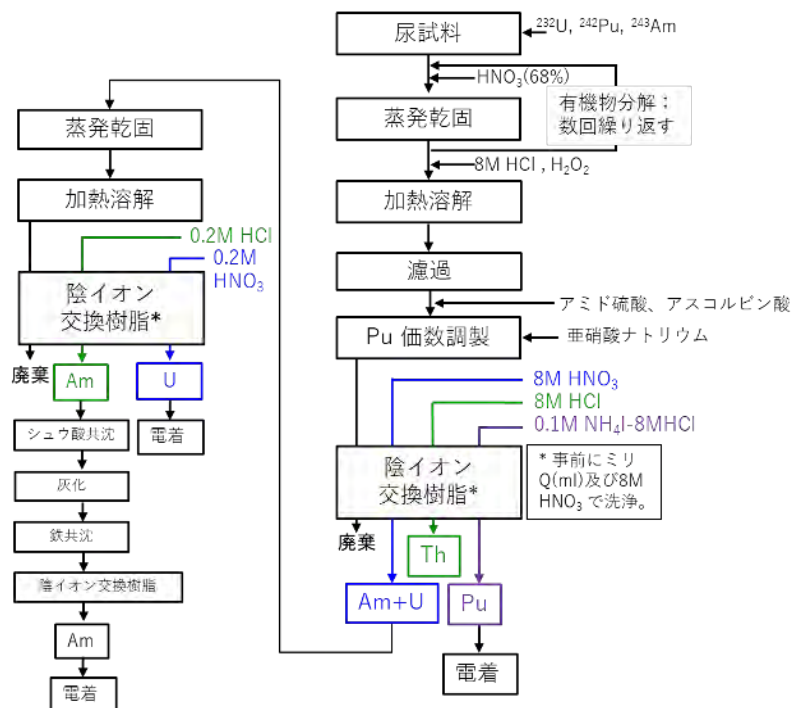 尿試料
²³²U, ²⁴²Pu, ²⁴³Am
HNO₃(68%)
有機物分解；
数回繰り返す
蒸発乾固
8M HCl , H₂O₂
加熱溶解
濾過
アミド硫酸、アスコルビン酸
Pu 価数調製
亜硝酸ナトリウム
8M HNO₃
8M HCl
0.1M NH₄I-8MHCl
陰イオン
交換樹脂*
* 事前にミリ
Q(ml)及び8M
HNO₃ で洗浄。
廃棄
Th
Am+U
Pu
電着
蒸発乾固
加熱溶解
0.2M HCl
0.2M
HNO₃
陰イオン
交換樹脂*
廃棄
Am
U
シュウ酸共沈
電着
灰化
鉄共沈
陰イオン交換樹脂
Am
電着